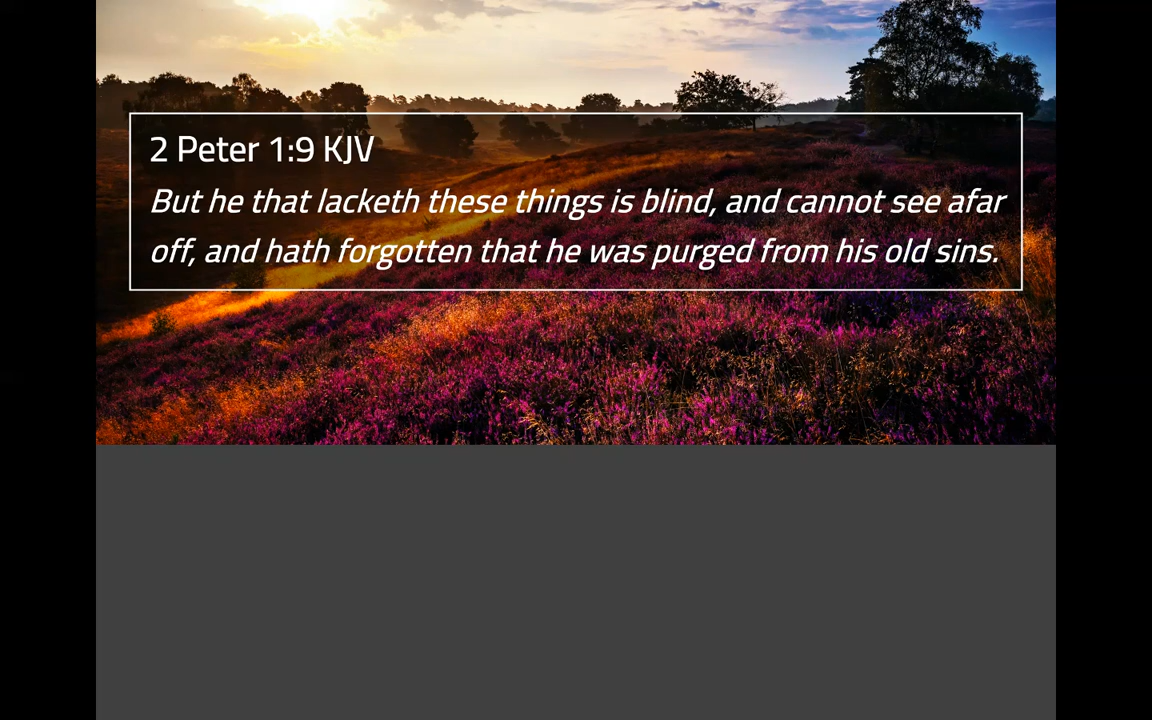 2 Peter 1:9 KJV
But he that lacketh these things is blind, and cannot see afar
off, and hath forgotten that he was purged from his old sins.